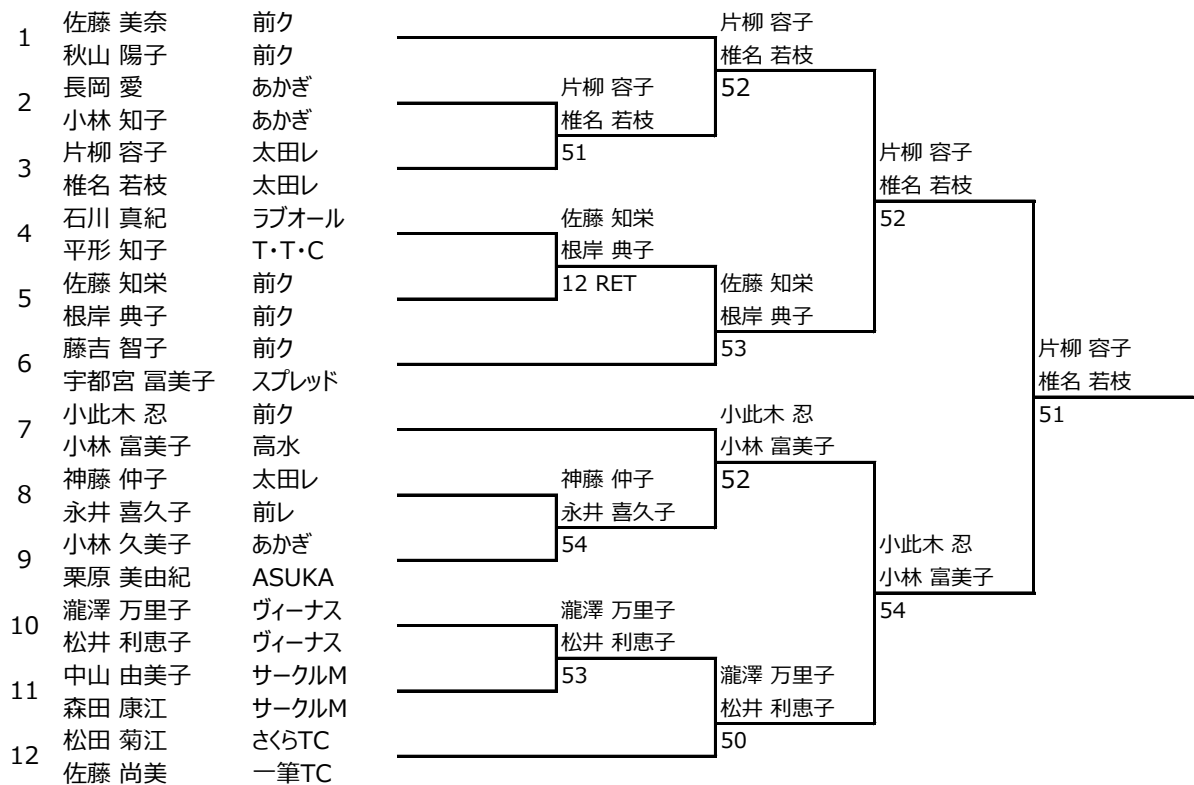 1 佐藤 美奈 前ク
秋山 陽子 前ク
2 長岡 愛 あかぎ
小林 知子 あかぎ
3 片柳 容子 太田レ
椎名 若枝 太田レ
4 石川 真紀 ラブオール
平形 知子 T・T・C
5 佐藤 知栄 前ク
根岸 典子 前ク
6 藤吉 智子 前ク
宇都宮 冨美子 スプレッド
7 小此木 忍 前ク
小林 富美子 高水
8 神藤 仲子 太田レ
永井 喜久子 前レ
9 小林 久美子 あかぎ
栗原 美由紀 ASUKA
10 瀧澤 万里子 ヴィーナス
松井 利恵子 ヴィーナス
11 中山 由美子 サークルM
森田 康江 サークルM
12 松田 菊江 さくらTC
佐藤 尚美 一筆TC
片柳 容子
椎名 若枝
51
佐藤 知栄
根岸 典子
12 RET
神藤 仲子
永井 喜久子
54
瀧澤 万里子
松井 利恵子
53
片柳 容子
椎名 若枝
52
佐藤 知栄
根岸 典子
53
小此木 忍
小林 富美子
52
瀧澤 万里子
松井 利恵子
50
片柳 容子
椎名 若枝
52
小此木 忍
小林 富美子
54
片柳 容子
椎名 若枝
51